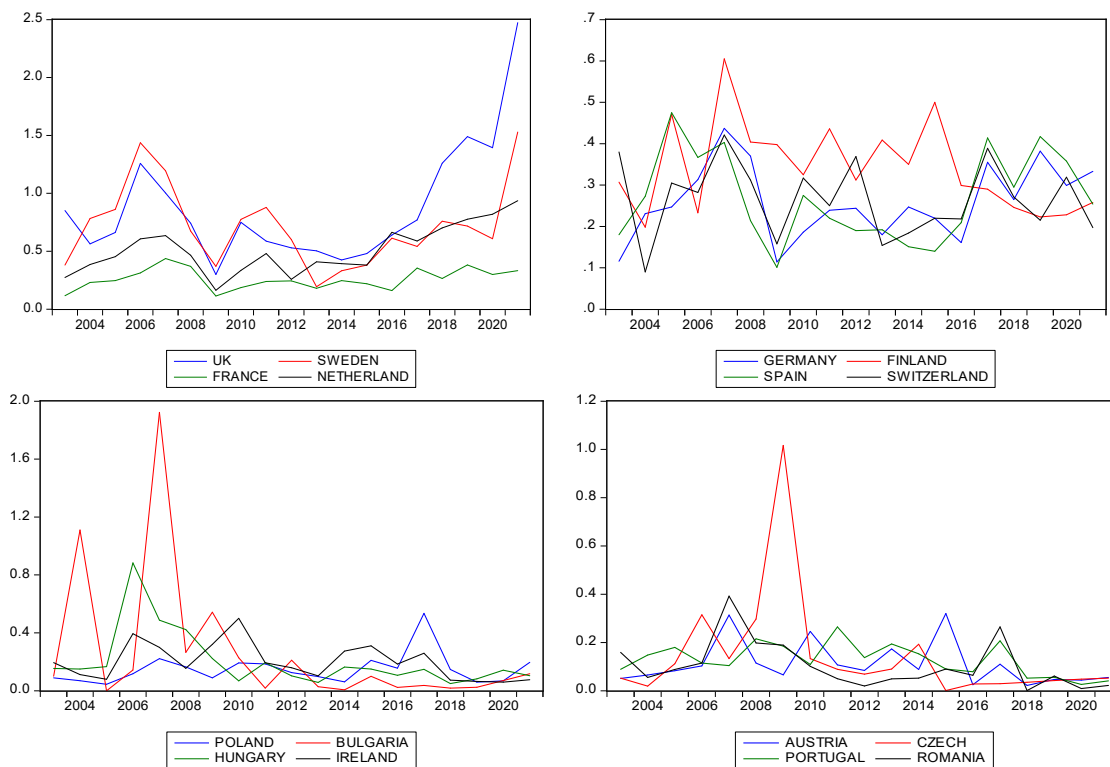 2.5
2.0
1.5
1.0
0.5
0.0
2004 2006 2008 2010 2012 2014 2016 2018 2020
UK SWEDEN
FRANCE NETHERLAND
.7
.6
.5
.4
.3
.2
.1
.0
2004 2006 2008 2010 2012 2014 2016 2018 2020
GERMANY FINLAND
SPAIN SWITZERLAND
2.0
1.6
1.2
0.8
0.4
0.0
2004 2006 2008 2010 2012 2014 2016 2018 2020
POLAND BULGARIA
HUNGARY IRELAND
1.2
1.0
0.8
0.6
0.4
0.2
0.0
2004 2006 2008 2010 2012 2014 2016 2018 2020
AUSTRIA CZECH
PORTUGAL ROMANIA